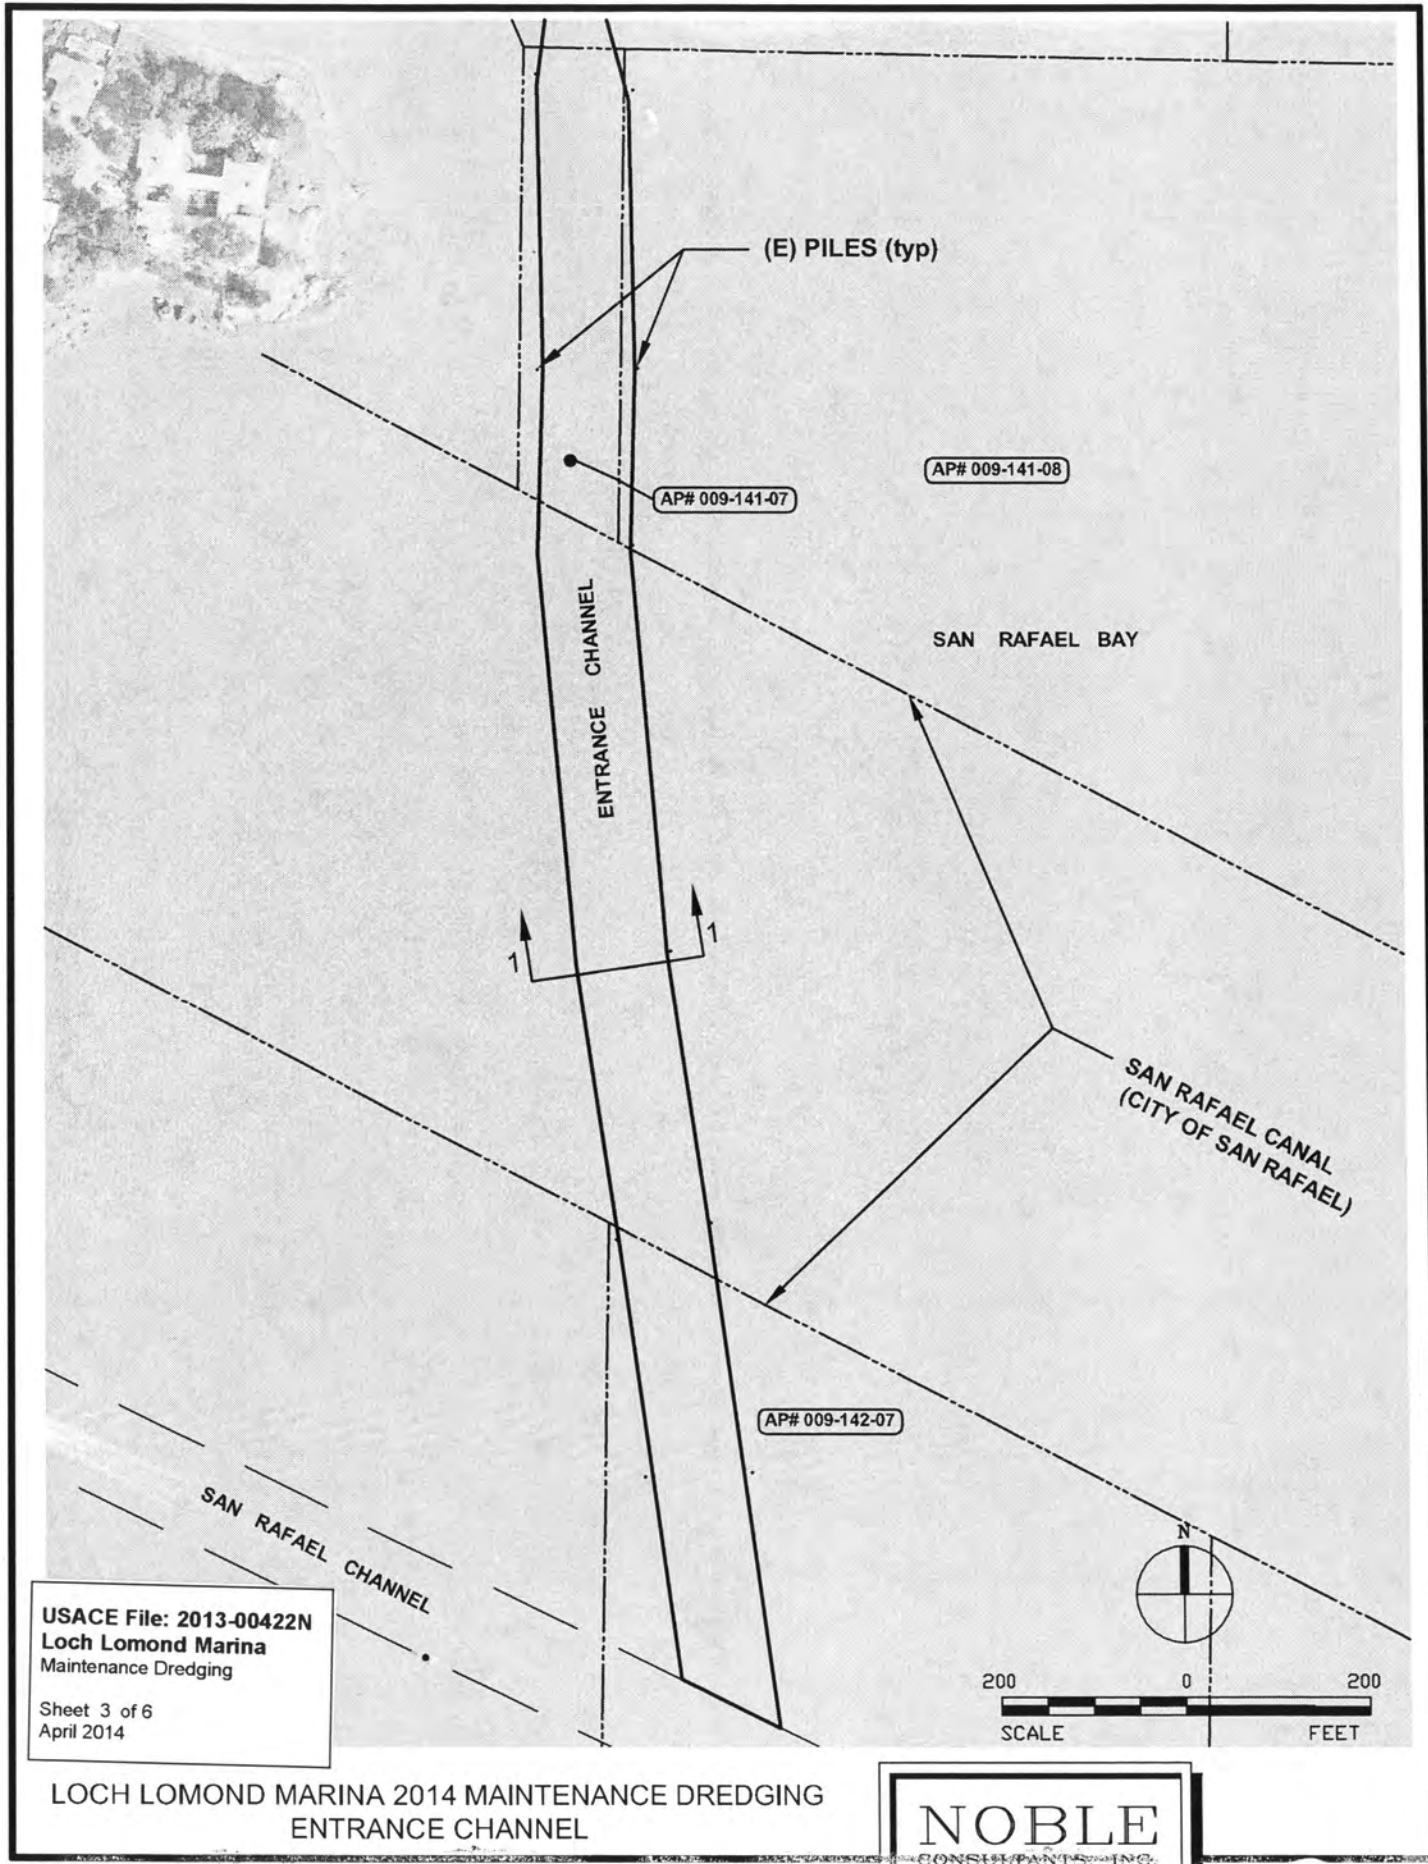 (E) PILES (typ)
AP# 009-141-08
AP# 009-141-07
ENTRANCE CHANNEL
SAN RAFAEL BAY
1
1
SAN RAFAEL CANAL
(CITY OF SAN RAFAEL)
AP# 009-142-07
SAN RAFAEL CHANNEL
N
200 0 200
SCALE FEET
USACE File: 2013-00422N
Loch Lomond Marina
Maintenance Dredging
Sheet 3 of 6
April 2014
LOCH LOMOND MARINA 2014 MAINTENANCE DREDGING
ENTRANCE CHANNEL
NOBLE
CONSULTANTS, INC.